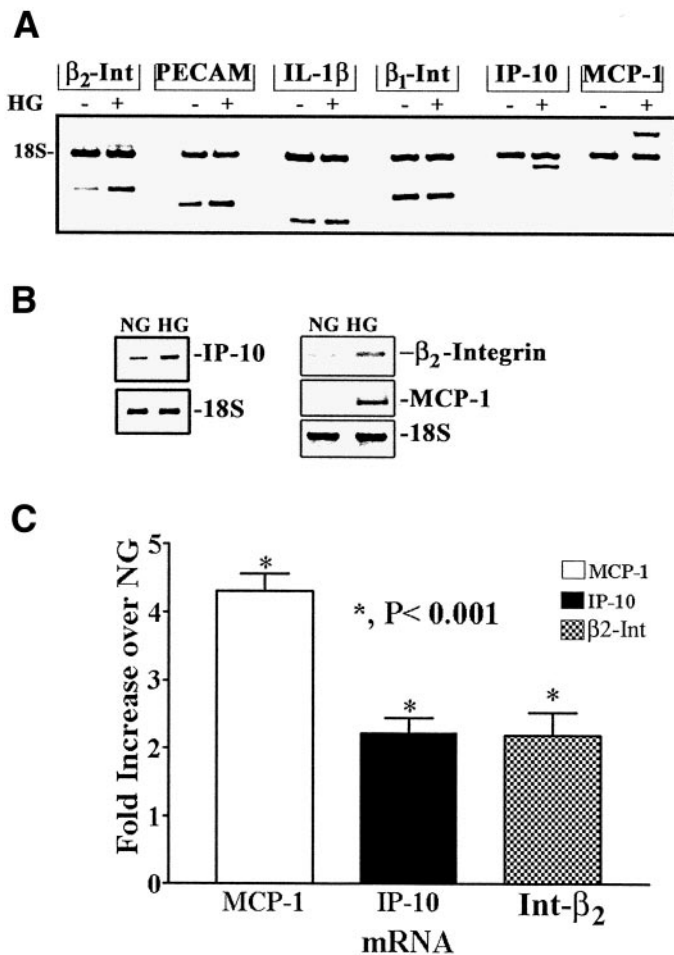 A
β₂-Int PECAM IL-1β β₁-Int IP-10 MCP-1
HG - + - + - + - + - + - +
18S-
B
NG HG
-IP-10
-18S
NG HG
-β₂-Integrin
-MCP-1
-18S
C
Fold Increase over NG
5
4
3
2
1
0
*
*
*
*, P< 0.001
MCP-1
IP-10
β2-Int
MCP-1 IP-10 Int-β₂
mRNA